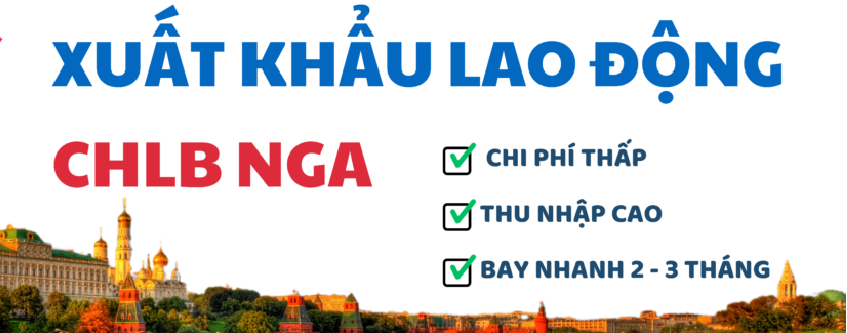 XUẤT KHẨU LAO ĐỘNG
CHLB NGA
CHI PHÍ THẤP
THU NHẬP CAO
BAY NHANH 2 - 3 THÁNG